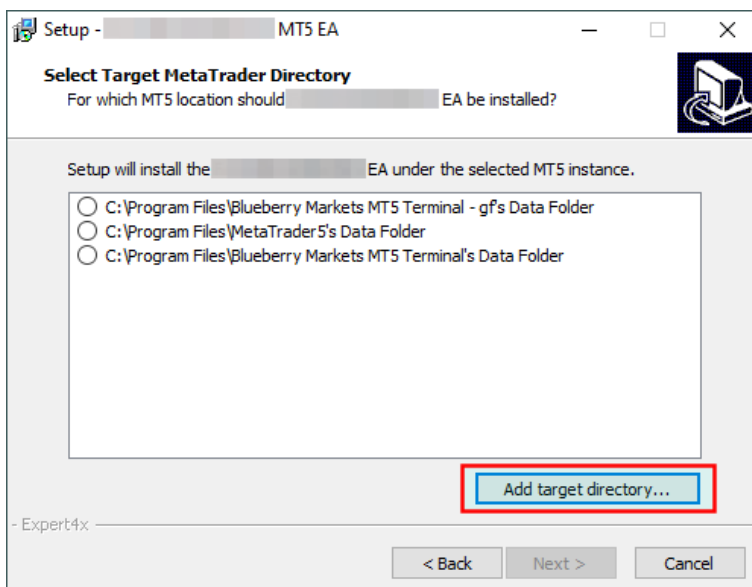 Setup - MT5 EA
Select Target MetaTrader Directory
For which MT5 location should EA be installed?
Setup will install the EA under the selected MT5 instance.
C:\Program Files\Blueberry Markets MT5 Terminal - gf's Data Folder
C:\Program Files\MetaTrader5's Data Folder
C:\Program Files\Blueberry Markets MT5 Terminal's Data Folder
Add target directory...
- Expert4x
< Back Next > Cancel